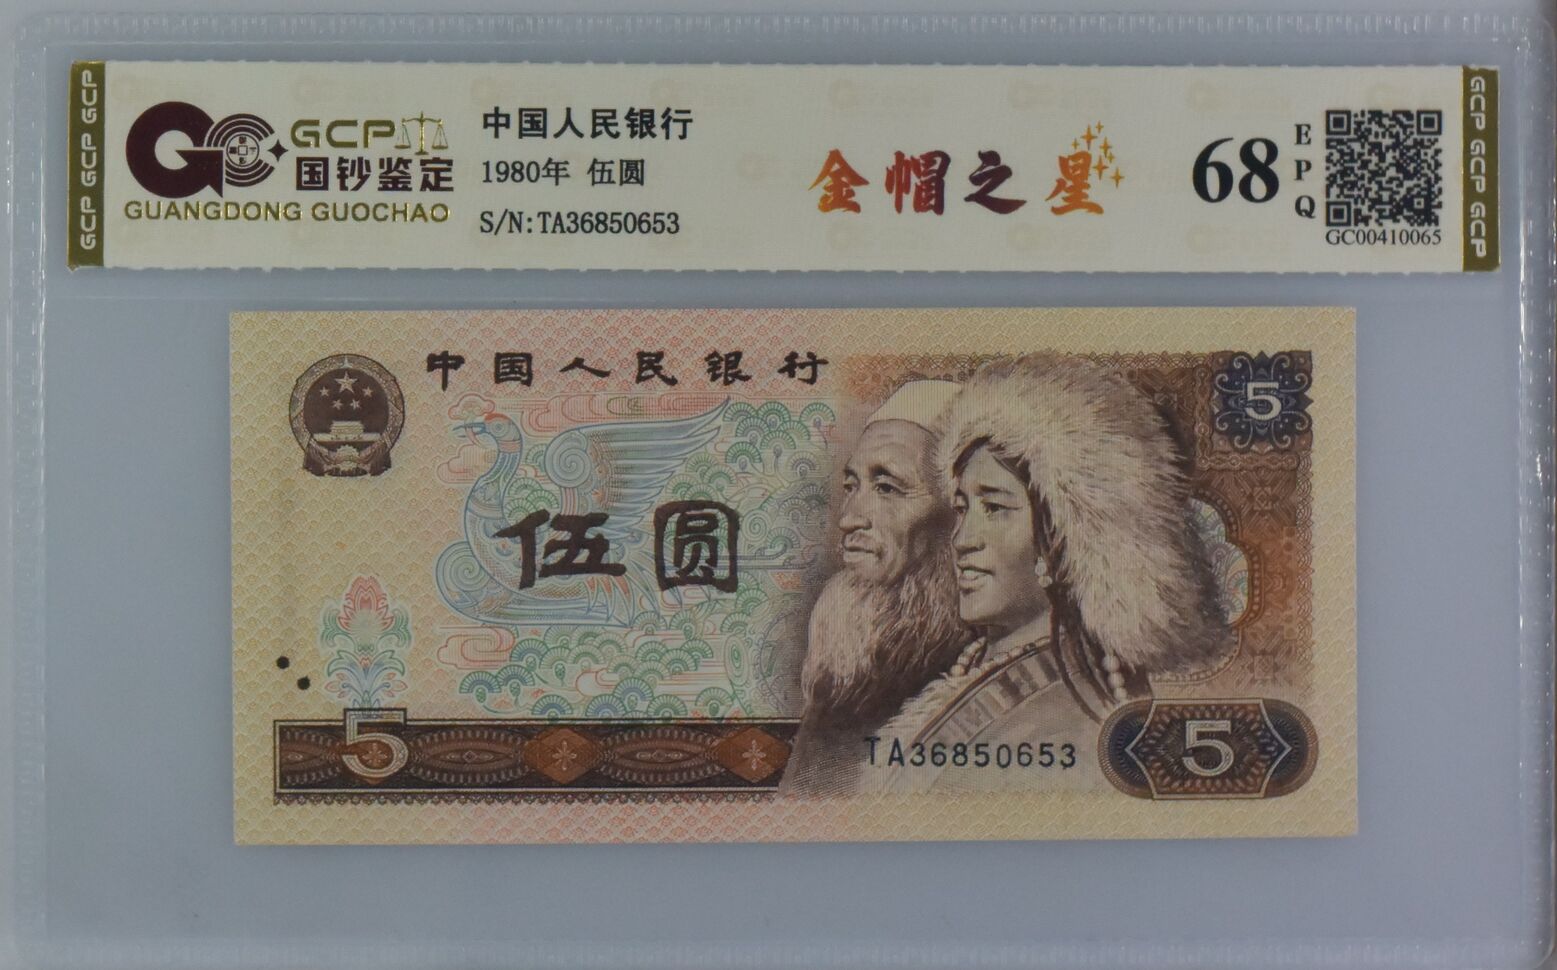 GCP GCP GCP
GCP
国钞鉴定
GUANGDONG GUOCHAO
中国人民银行
1980年 伍圆
S/N:TA36850653
金帽之星
68
EPQ
GC00410065
GCP GCP GCP
中国人民银行
5
伍圆
5
TA36850653
5